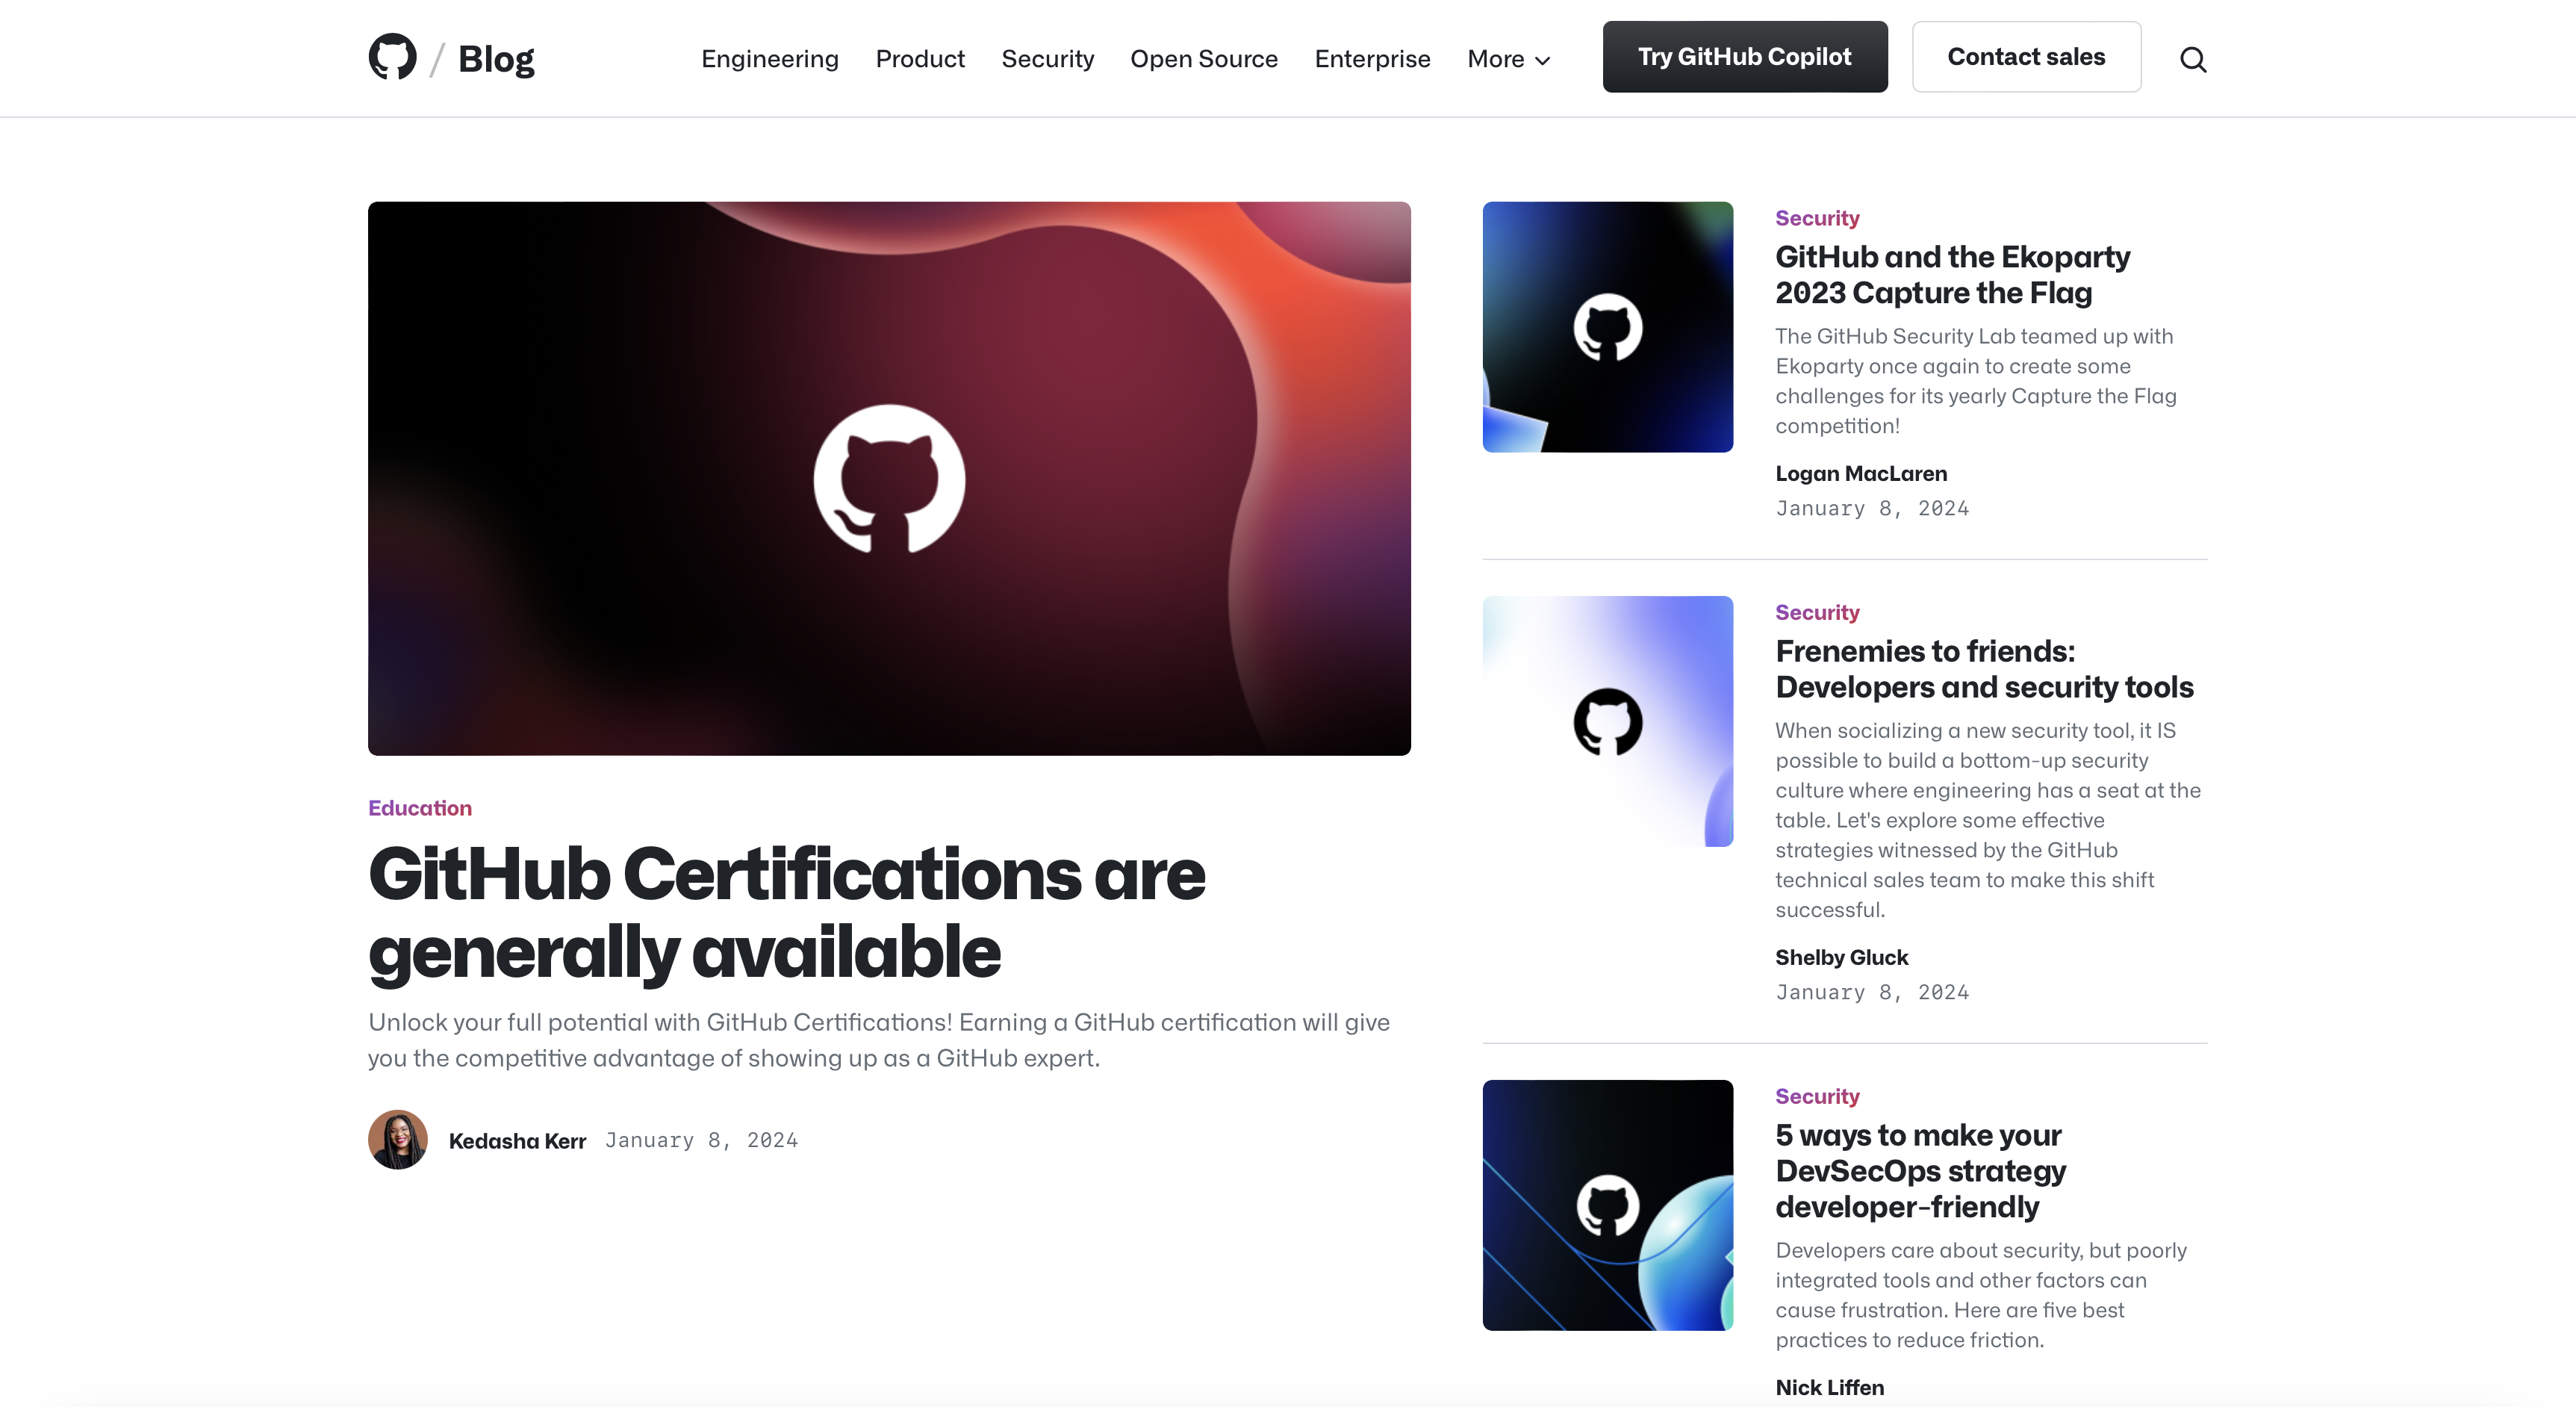 Blog
Engineering
Product
Security
Open Source
Enterprise
More
Try GitHub Copilot
Contact sales
Education
GitHub Certifications are
generally available
Unlock your full potential with GitHub Certifications! Earning a GitHub certification will give
you the competitive advantage of showing up as a GitHub expert.
Kedasha Kerr January 8, 2024
Security
GitHub and the Ekoparty
2023 Capture the Flag
The GitHub Security Lab teamed up with
Ekoparty once again to create some
challenges for its yearly Capture the Flag
competition!
Logan MacLaren
January 8, 2024
Security
Frenemies to friends:
Developers and security tools
When socializing a new security tool, it IS
possible to build a bottom-up security
culture where engineering has a seat at the
table. Let's explore some effective
strategies witnessed by the GitHub
technical sales team to make this shift
successful.
Shelby Gluck
January 8, 2024
Security
5 ways to make your
DevSecOps strategy
developer-friendly
Developers care about security, but poorly
integrated tools and other factors can
cause frustration. Here are five best
practices to reduce friction.
Nick Liffen